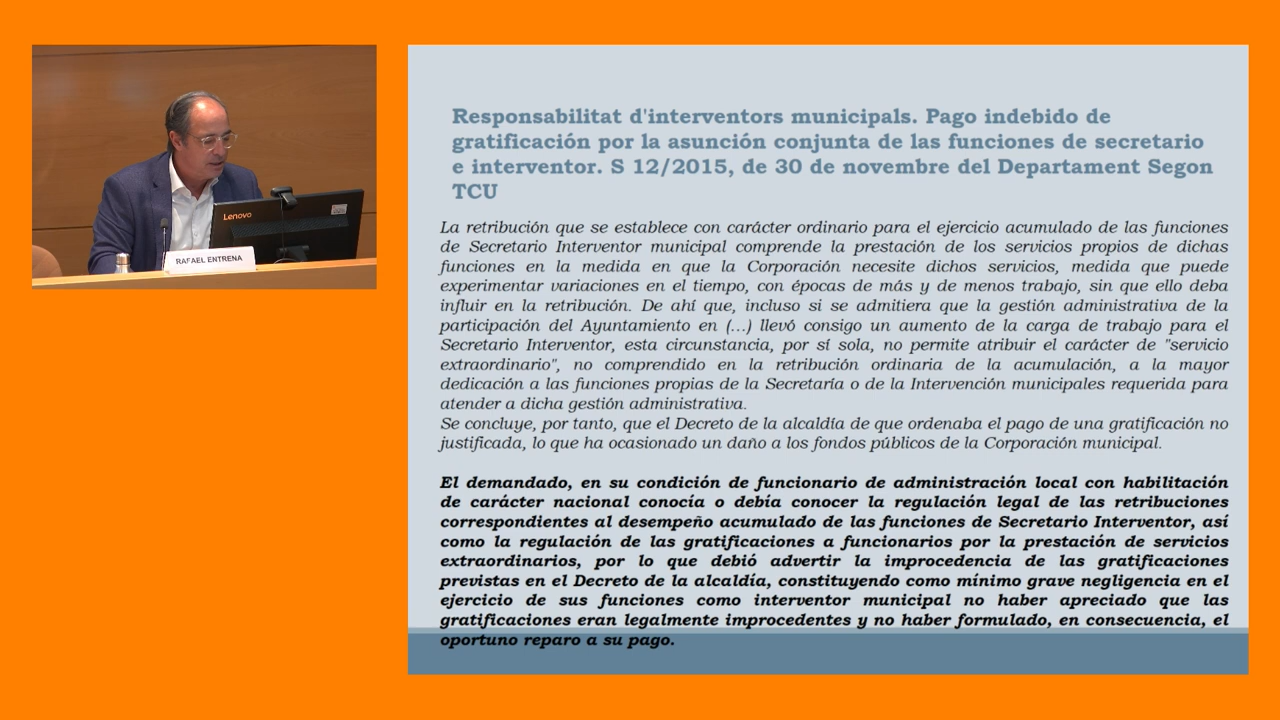 Lenovo
RAFAEL ENTRENA
Responsabilitat d'interventors municipals. Pago indebido de
gratificación por la asunción conjunta de las funciones de secretario
e interventor. S 12/2015, de 30 de novembre del Departament Segon
TCU
La retribución que se establece con carácter ordinario para el ejercicio acumulado de las funciones
de Secretario Interventor municipal comprende la prestación de los servicios propios de dichas
funciones en la medida en que la Corporación necesite dichos servicios, medida que puede
experimentar variaciones en el tiempo, con épocas de más y de menos trabajo, sin que ello deba
influir en la retribución. De ahí que, incluso si se admitiera que la gestión administrativa de la
participación del Ayuntamiento en (...) llevó consigo un aumento de la carga de trabajo para el
Secretario Interventor, esta circunstancia, por sí sola, no permite atribuir el carácter de "servicio
extraordinario", no comprendido en la retribución ordinaria de la acumulación, a la mayor
dedicación a las funciones propias de la Secretaría o de la Intervención municipales requerida para
atender a dicha gestión administrativa.
Se concluye, por tanto, que el Decreto de la alcaldía de que ordenaba el pago de una gratificación no
justificada, lo que ha ocasionado un daño a los fondos públicos de la Corporación municipal.
El demandado, en su condición de funcionario de administración local con habilitación
de carácter nacional conocía o debía conocer la regulación legal de las retribuciones
correspondientes al desempeño acumulado de las funciones de Secretario Interventor, así
como la regulación de las gratificaciones a funcionarios por la prestación de servicios
extraordinarios, por lo que debió advertir la improcedencia de las gratificaciones
previstas en el Decreto de la alcaldía, constituyendo como mínimo grave negligencia en el
ejercicio de sus funciones como interventor municipal no haber apreciado que las
gratificaciones eran legalmente improcedentes y no haber formulado, en consecuencia, el
oportuno reparo a su pago.